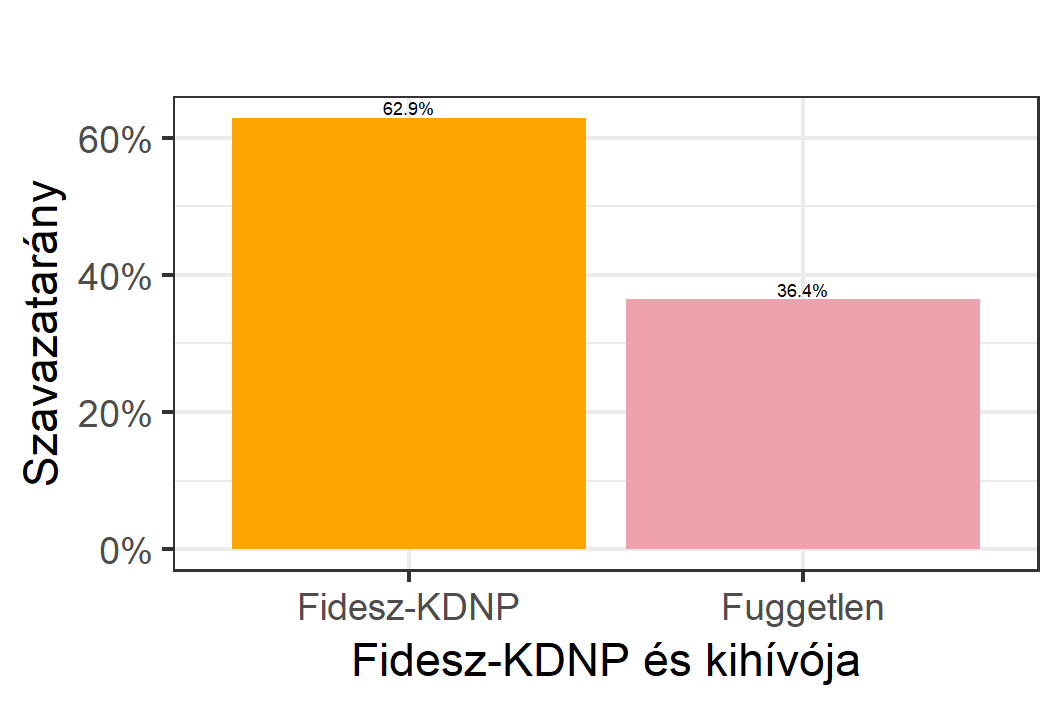 62.9%
36.4%
60%
40%
20%
0%
Szavazatarány
Fidesz-KDNP
Fuggetlen
Fidesz-KDNP és kihívója